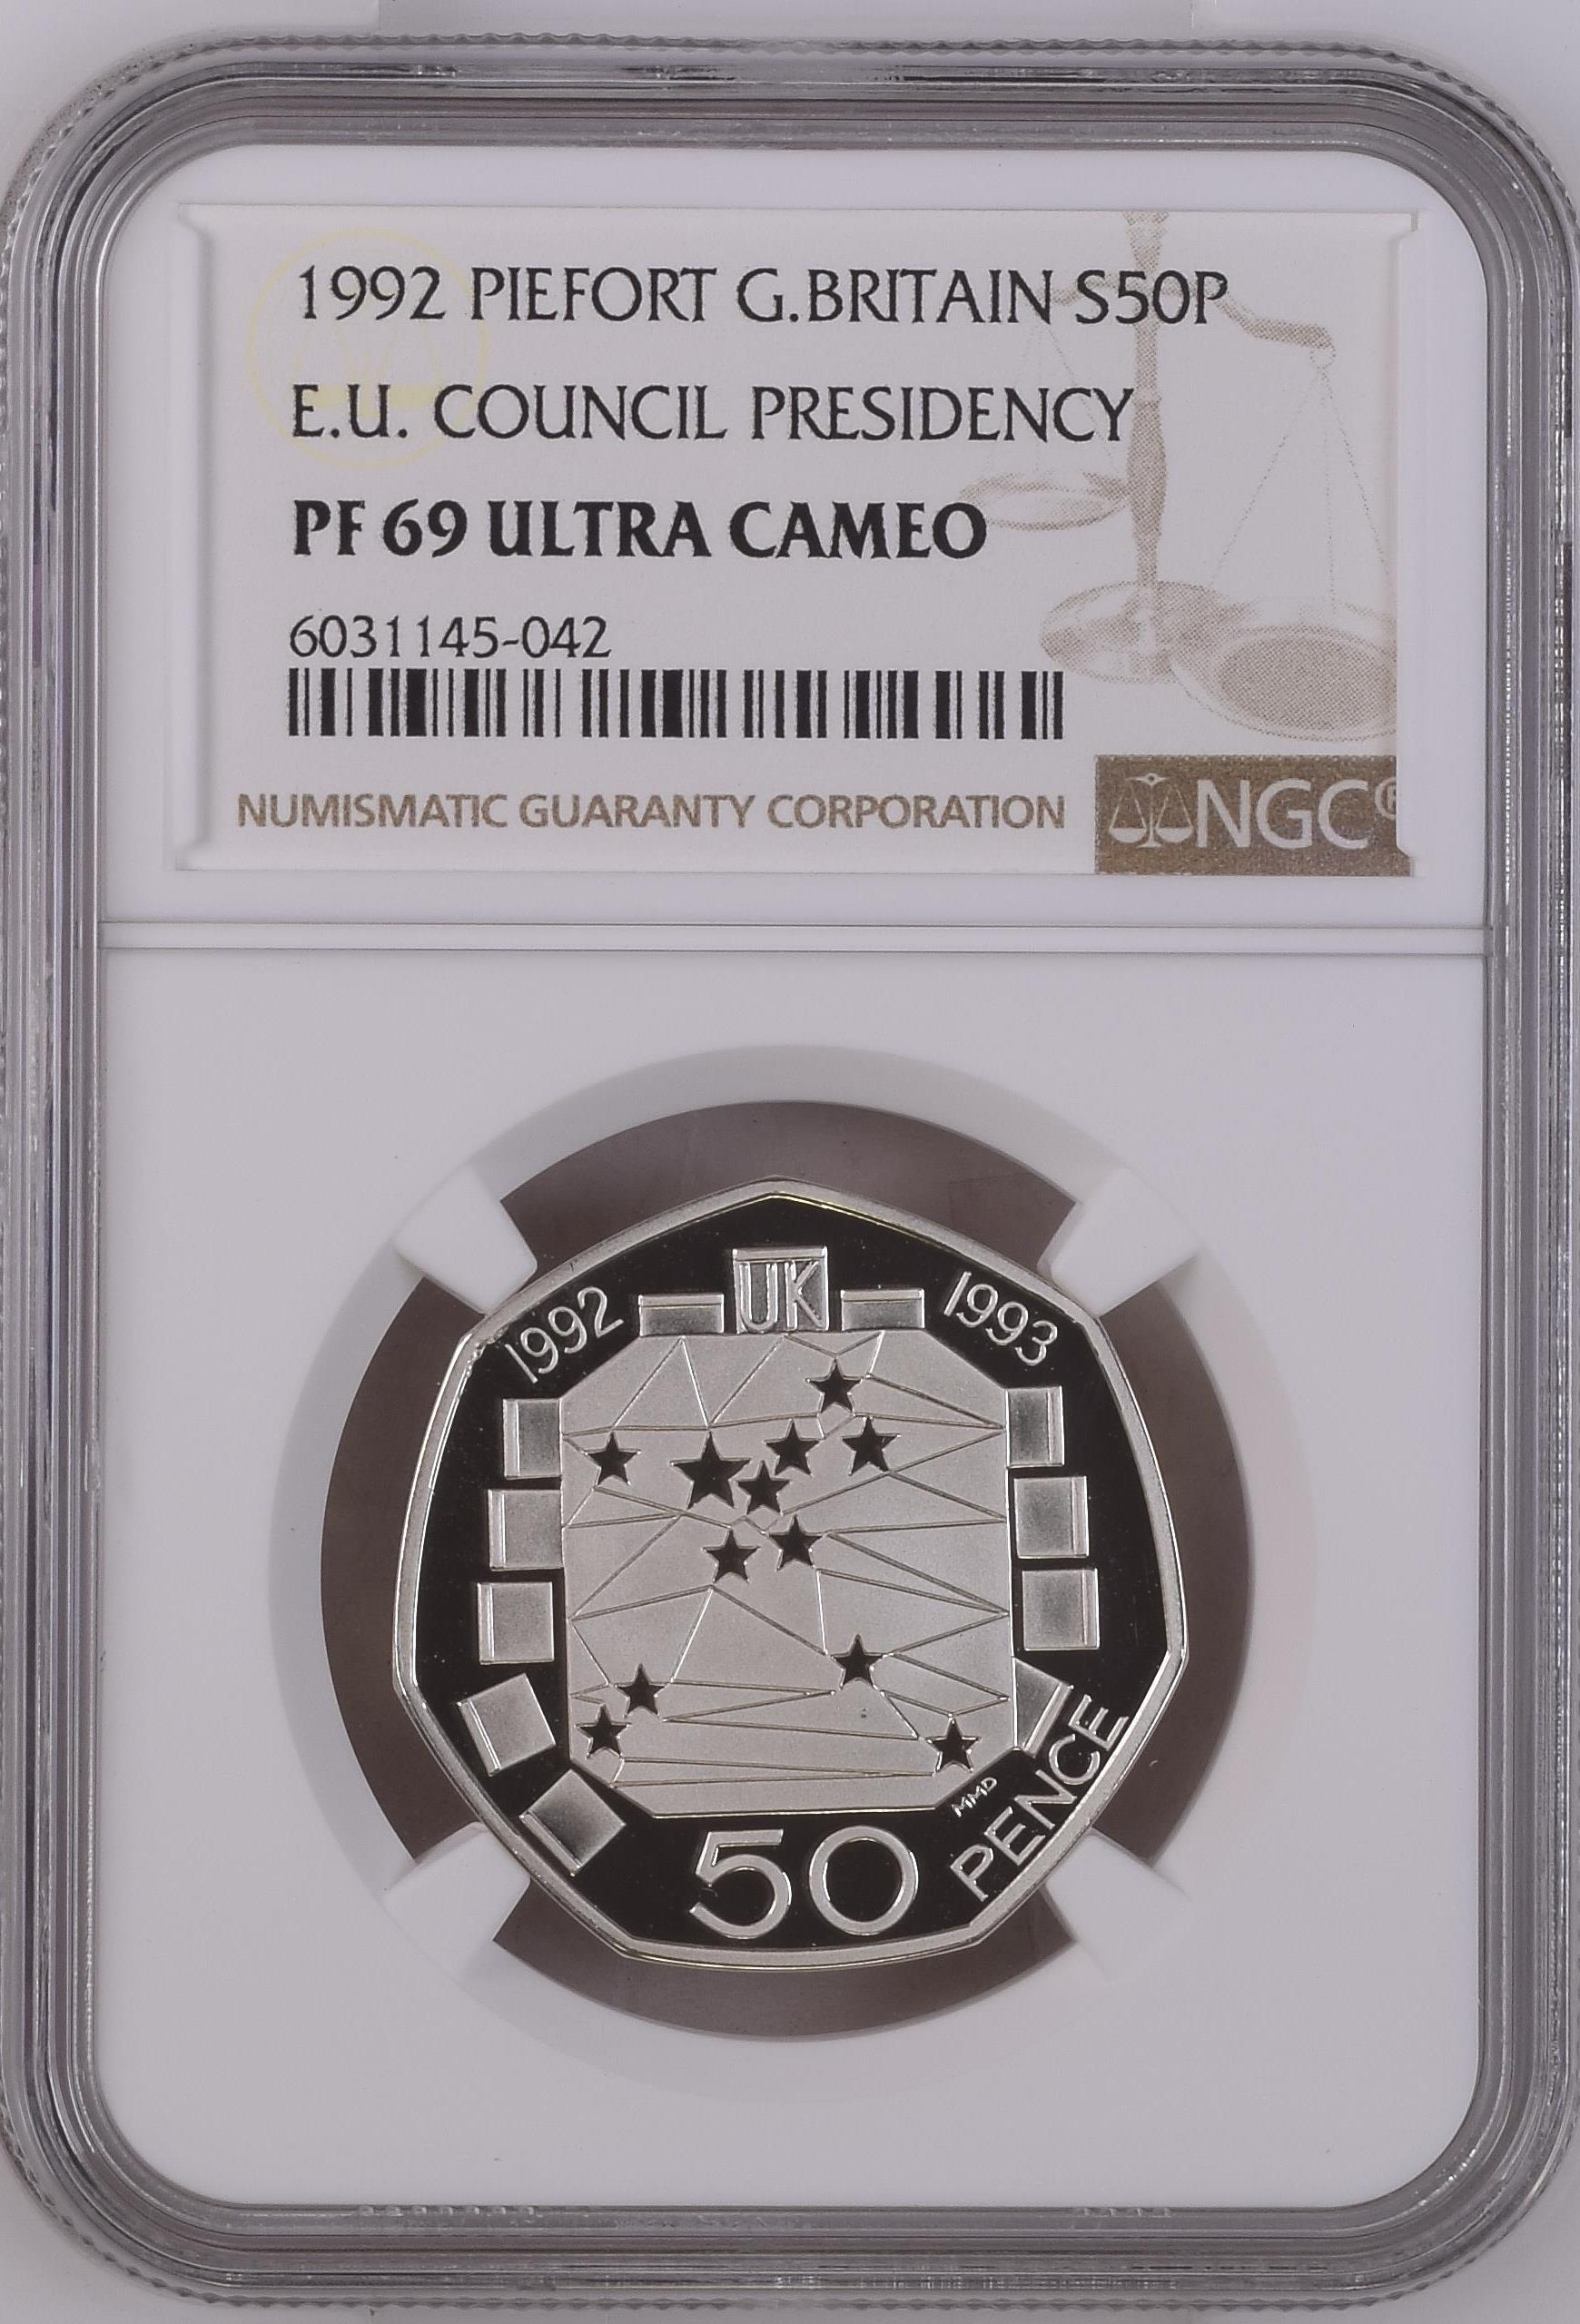 1992 PIEFORT G.BRITAIN S50P
E.U. COUNCIL PRESIDENCY
PF 69 ULTRA CAMEO
6031145-042
NUMISMATIC GUARANTY CORPORATION
NGC®
1992
UK
1993
MMD
50
PENCE